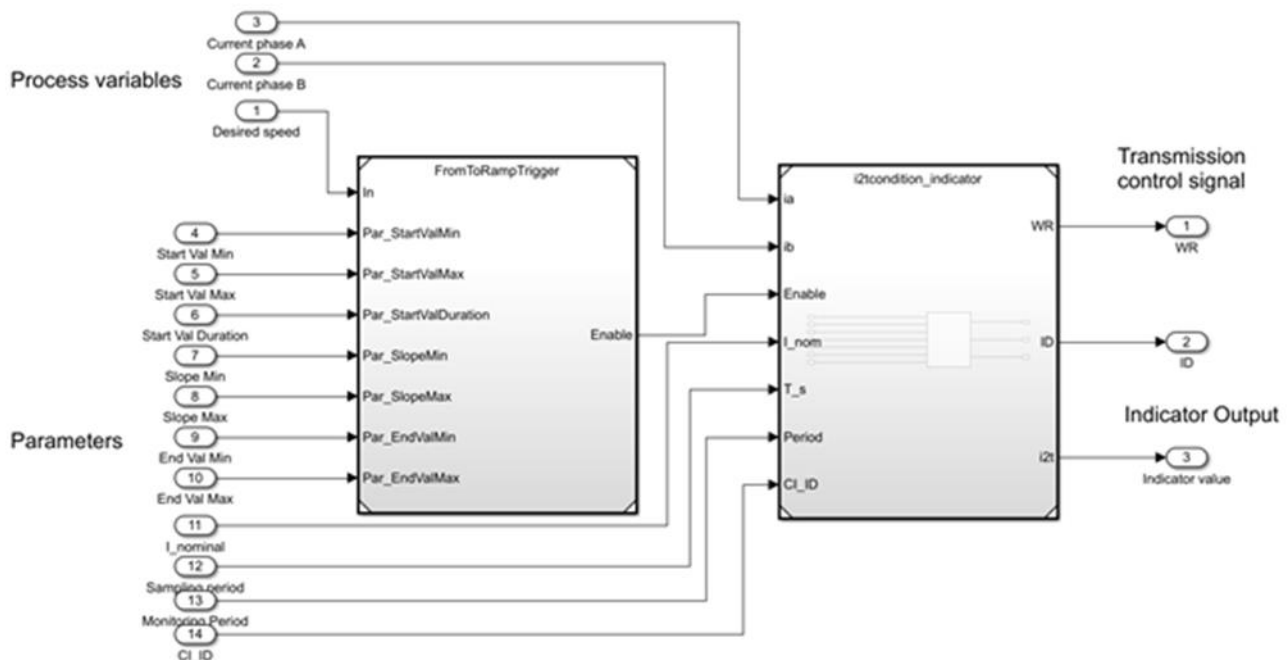 3
Current phase A
Process variables
2
Current phase B
1
Desired speed
FromToRampTrigger
In
4
Start Val Min
Par_StartValMin
5
Start Val Max
Par_StartValMax
6
Start Val Duration
Par_StartValDuration
7
Slope Min
Par_SlopeMin
8
Slope Max
Par_SlopeMax
Parameters
9
End Val Min
Par_EndValMin
10
End Val Max
Par_EndValMax
Enable
11
I_nominal
12
Sampling period
13
Monitoring Period
14
CI_ID
i2tcondition_indicator
ia
ib
Enable
I_nom
T_s
Period
CI_ID
WR
ID
i2t
Transmission
control signal
1
WR
2
ID
Indicator Output
3
Indicator value